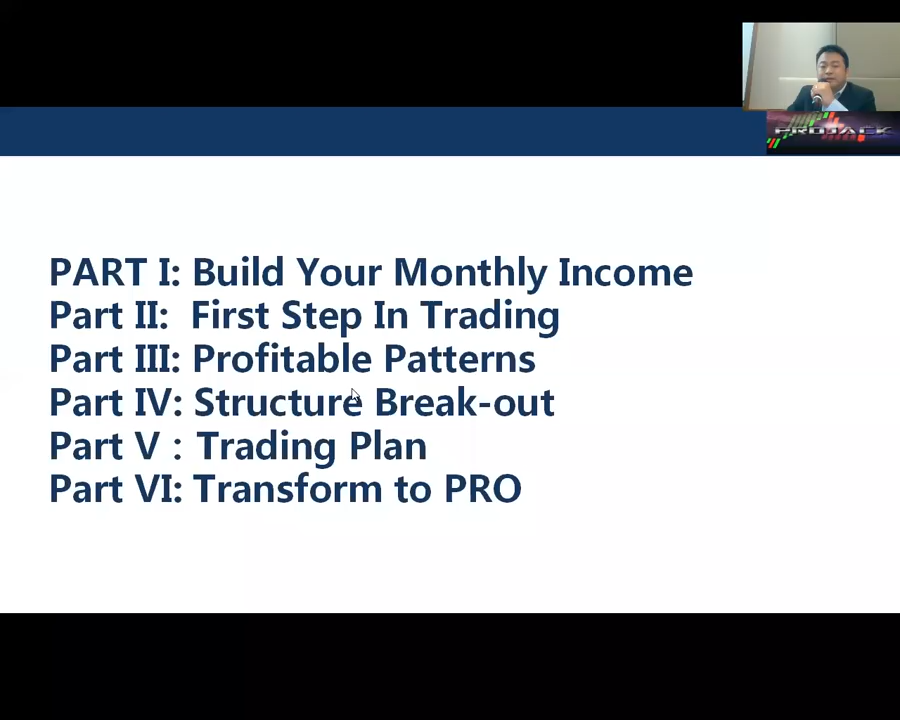 PROJACK
PART I: Build Your Monthly Income
Part II:  First Step In Trading
Part III: Profitable Patterns
Part IV: Structure Break-out
Part V : Trading Plan
Part VI: Transform to PRO